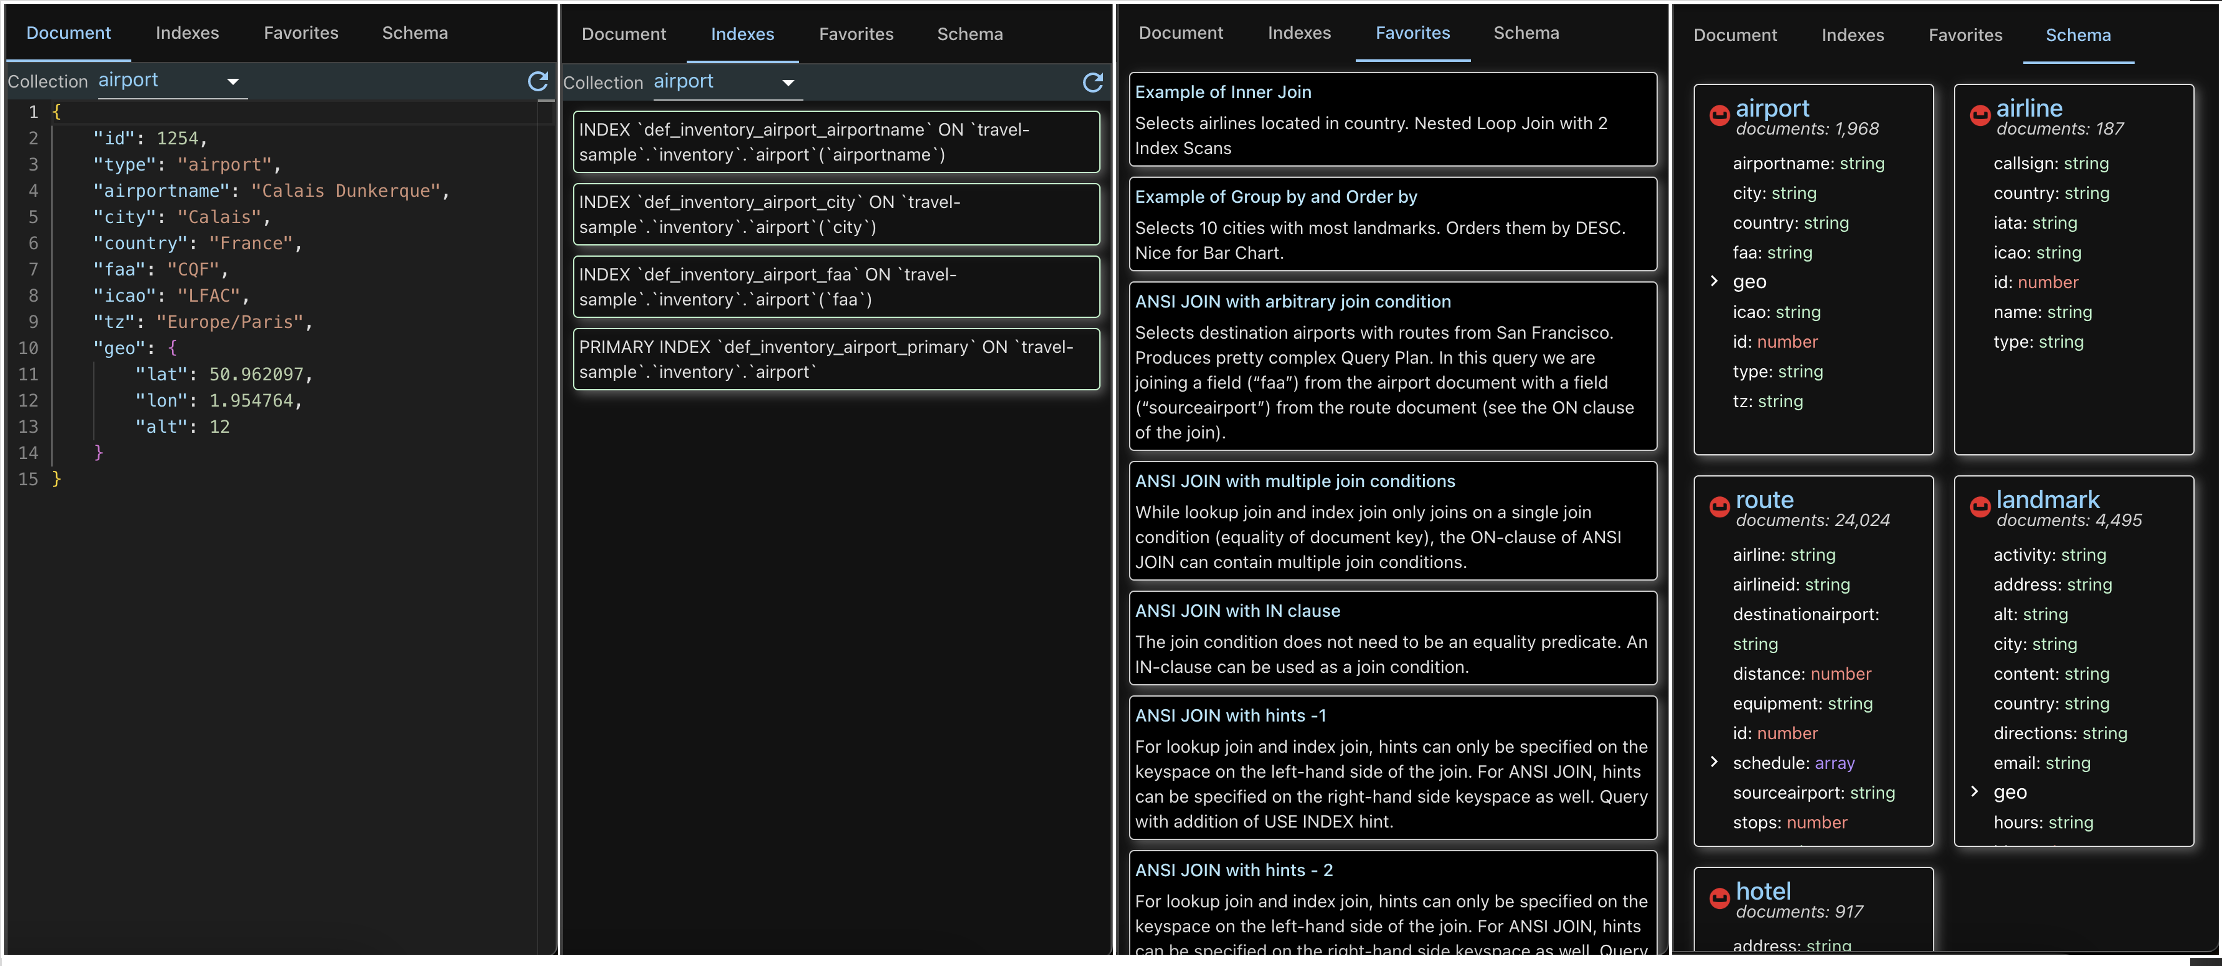 Document Indexes Favorites Schema
Collection airport
1 {
2 "id": 1254,
3 "type": "airport",
4 "airportname": "Calais Dunkerque",
5 "city": "Calais",
6 "country": "France",
7 "faa": "CQF",
8 "icao": "LFAC",
9 "tz": "Europe/Paris",
10 "geo": {
11 "lat": 50.962097,
12 "lon": 1.954764,
13 "alt": 12
14 }
15 }
Document Indexes Favorites Schema
Collection airport
INDEX `def_inventory_airport_airportname` ON `travel-
sample`.`inventory`.`airport`(`airportname`)
INDEX `def_inventory_airport_city` ON `travel-
sample`.`inventory`.`airport`(`city`)
INDEX `def_inventory_airport_faa` ON `travel-
sample`.`inventory`.`airport`(`faa`)
PRIMARY INDEX `def_inventory_airport_primary` ON `travel-
sample`.`inventory`.`airport`
Document Indexes Favorites Schema
Example of Inner Join
Selects airlines located in country. Nested Loop Join with 2
Index Scans
Example of Group by and Order by
Selects 10 cities with most landmarks. Orders them by DESC.
Nice for Bar Chart.
ANSI JOIN with arbitrary join condition
Selects destination airports with routes from San Francisco.
Produces pretty complex Query Plan. In this query we are
joining a field (“faa”) from the airport document with a field
(“sourceairport”) from the route document (see the ON clause
of the join).
ANSI JOIN with multiple join conditions
While lookup join and index join only joins on a single join
condition (equality of document key), the ON-clause of ANSI
JOIN can contain multiple join conditions.
ANSI JOIN with IN clause
The join condition does not need to be an equality predicate. An
IN-clause can be used as a join condition.
ANSI JOIN with hints -1
For lookup join and index join, hints can only be specified on the
keyspace on the left-hand side of the join. For ANSI JOIN, hints
can be specified on the right-hand side keyspace as well. Query
with addition of USE INDEX hint.
ANSI JOIN with hints - 2
For lookup join and index join, hints can only be specified on the
keyspace on the left-hand side of the join. For ANSI JOIN, hints
can be specified on the right-hand side keyspace as well. Query
Document Indexes Favorites Schema
airport
documents: 1,968
airportname: string
city: string
country: string
faa: string
geo
icao: string
id: number
type: string
tz: string
airline
documents: 187
callsign: string
country: string
iata: string
icao: string
id: number
name: string
type: string
route
documents: 24,024
airline: string
airlineid: string
destinationairport:
string
distance: number
equipment: string
id: number
schedule: array
sourceairport: string
stops: number
landmark
documents: 4,495
activity: string
address: string
alt: string
city: string
content: string
country: string
directions: string
email: string
geo
hours: string
hotel
documents: 917
address: string